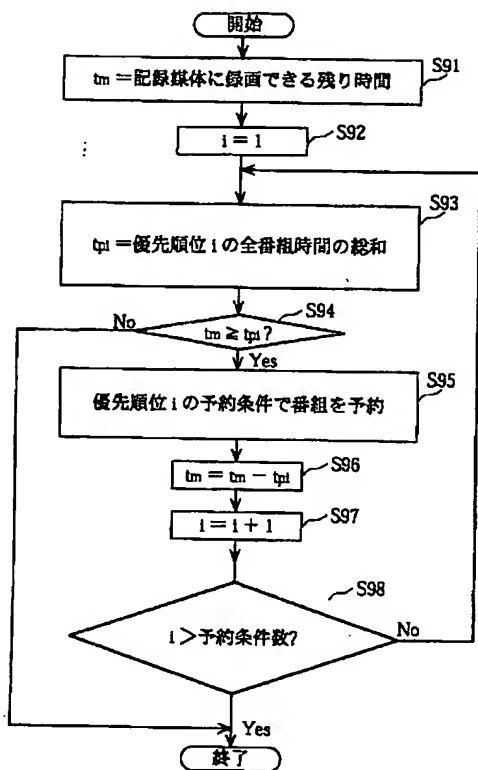 開始
S91
tm＝記録媒体に録画できる残り時間
S92
i＝1
S93
tpi＝優先順位 i の全番組時間の総和
S94
No
tm ≧ tpi?
Yes
S95
優先順位 i の予約条件で番組を予約
S96
tm＝tm－tpi
S97
i＝i＋1
S98
i＞予約条件数?
No
Yes
終了